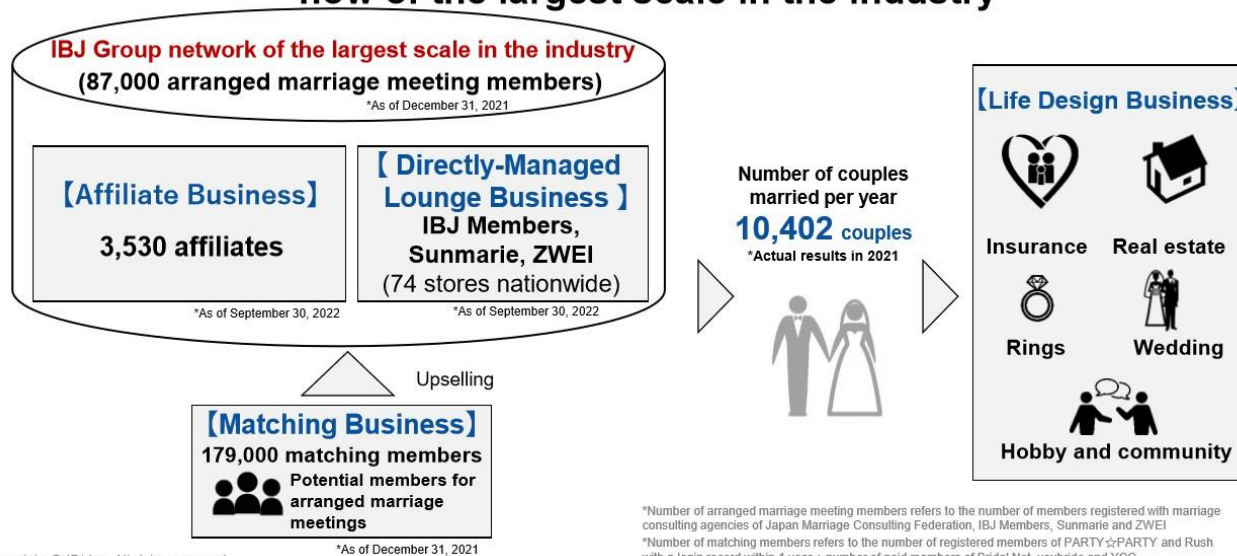 IBJ Group network of the largest scale in the industry
(87,000 arranged marriage meeting members)
*As of December 31, 2021
【Affiliate Business】
3,530 affiliates
*As of September 30, 2022
【 Directly-Managed
Lounge Business 】
IBJ Members,
Sunmarie, ZWEI
(74 stores nationwide)
*As of September 30, 2022
Upselling
【Matching Business】
179,000 matching members
Potential members for
arranged marriage
meetings
*As of December 31, 2021
Number of couples
married per year
10,402 couples
*Actual results in 2021
【Life Design Business】
Insurance
Real estate
Rings
Wedding
Hobby and community
*Number of arranged marriage meeting members refers to the number of members registered with marriage
consulting agencies of Japan Marriage Consulting Federation, IBJ Members, Sunmarie and ZWEI
*Number of matching members refers to the number of registered members of PARTY☆PARTY and Rush